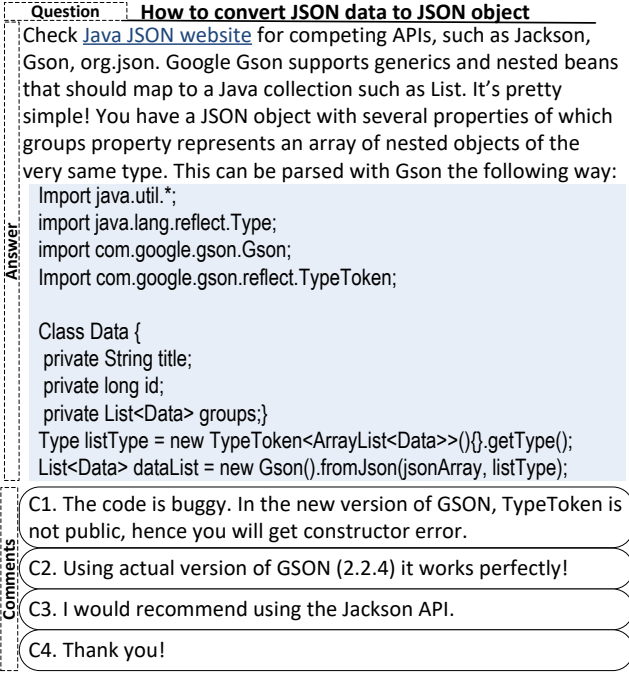 Question How to convert JSON data to JSON object
Check Java JSON website for competing APIs, such as Jackson,
Gson, org.json. Google Gson supports generics and nested beans
that should map to a Java collection such as List. It’s pretty
simple! You have a JSON object with several properties of which
groups property represents an array of nested objects of the
very same type. This can be parsed with Gson the following way:
Answer
Import java.util.*;
import java.lang.reflect.Type;
import com.google.gson.Gson;
Import com.google.gson.reflect.TypeToken;
Class Data {
private String title;
private long id;
private List<Data> groups;}
Type listType = new TypeToken<ArrayList<Data>>(){}.getType();
List<Data> dataList = new Gson().fromJson(jsonArray, listType);
Comments
C1. The code is buggy. In the new version of GSON, TypeToken is
not public, hence you will get constructor error.
C2. Using actual version of GSON (2.2.4) it works perfectly!
C3. I would recommend using the Jackson API.
C4. Thank you!